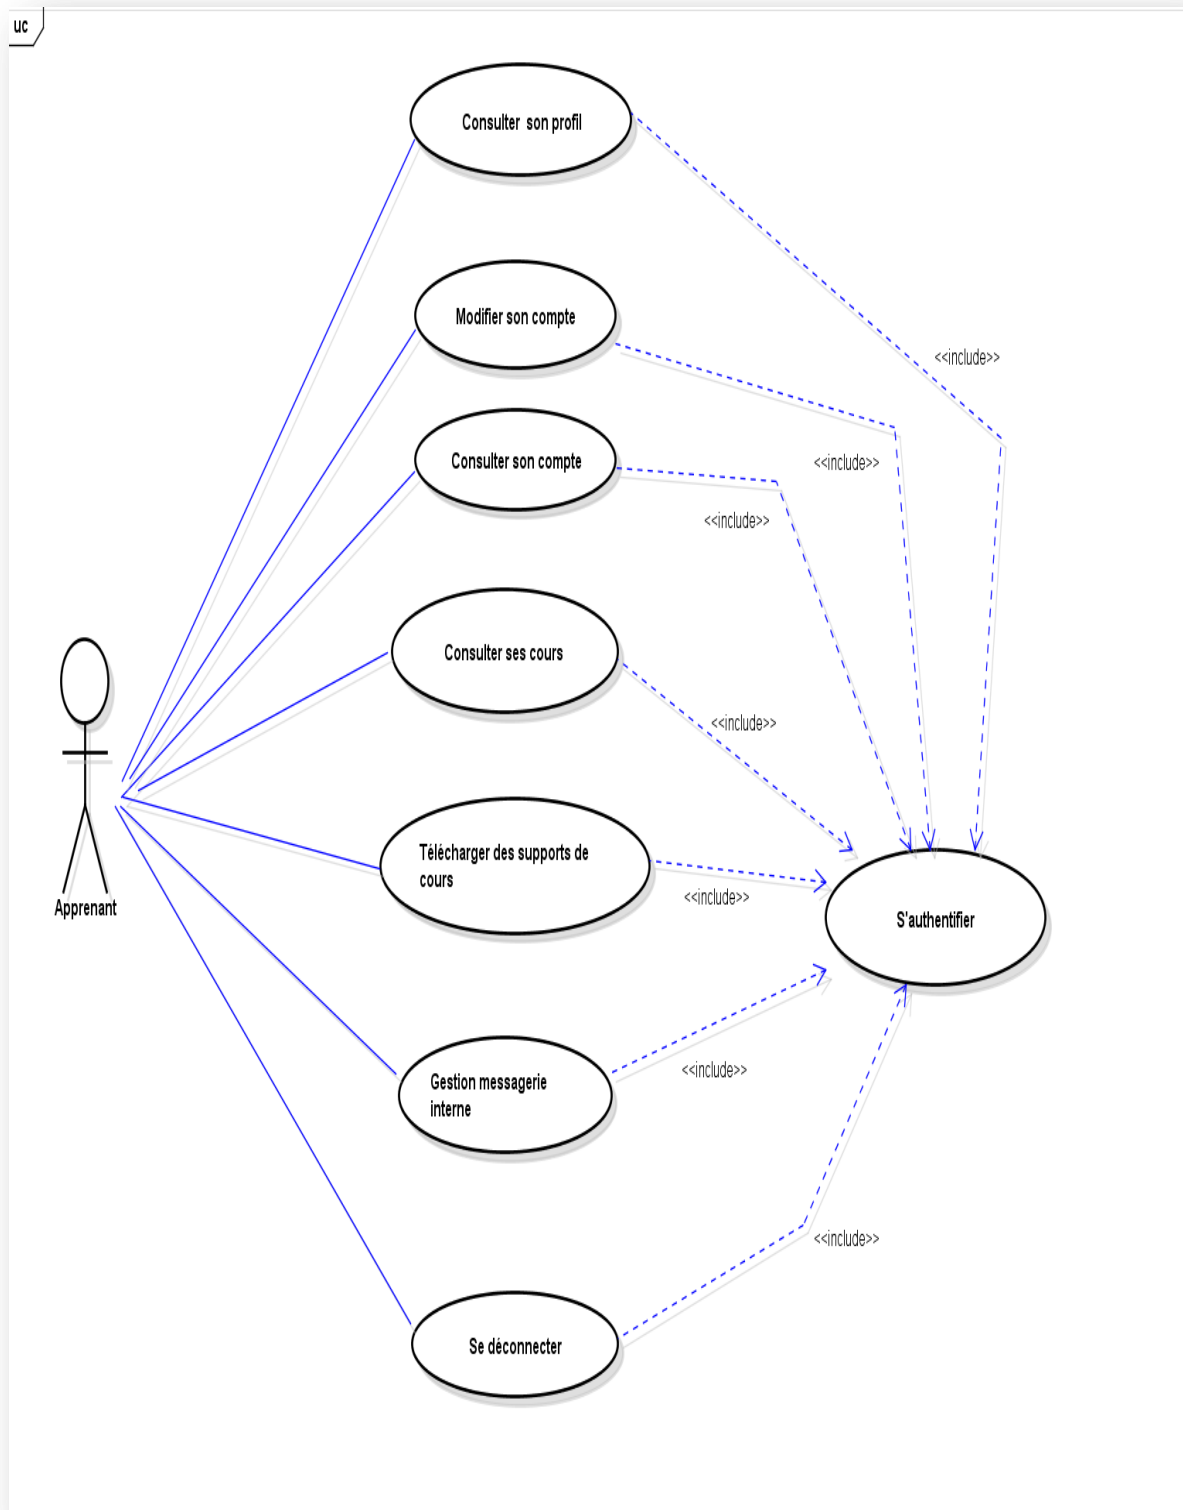 uc
Consulter son profil
Modifier son compte
<<include>>
Consulter son compte
<<include>>
<<include>>
Consulter ses cours
<<include>>
Télécharger des supports de
cours
<<include>>
Apprenant
S'authentifier
Gestion messagerie
interne
<<include>>
<<include>>
Se déconnecter